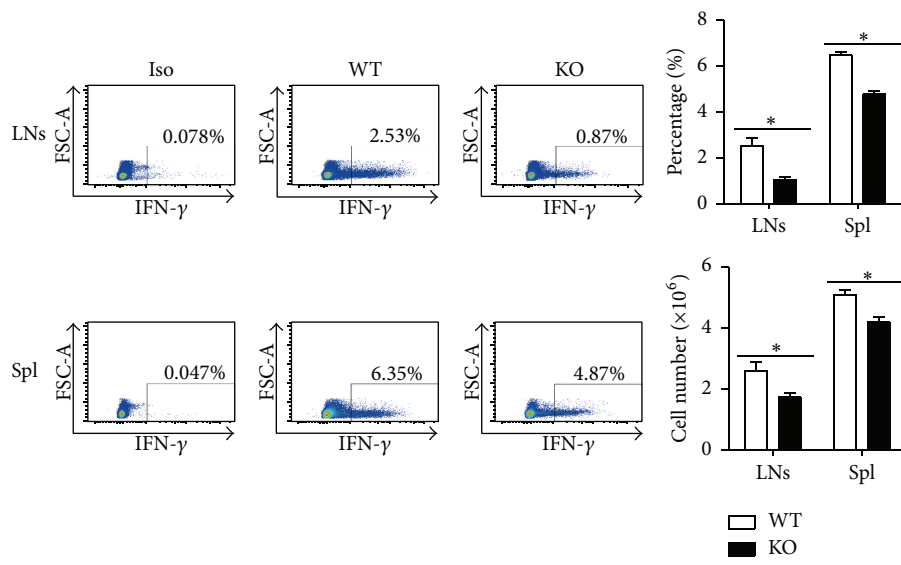 Iso
WT
KO
LNs
FSC-A
0.078%
IFN-γ
FSC-A
2.53%
IFN-γ
FSC-A
0.87%
IFN-γ
Spl
FSC-A
0.047%
IFN-γ
FSC-A
6.35%
IFN-γ
FSC-A
4.87%
IFN-γ
Percentage (%)
8
6
4
2
0
*
*
LNs
Spl
Cell number (×10⁶)
6
4
2
0
*
*
LNs
Spl
WT
KO